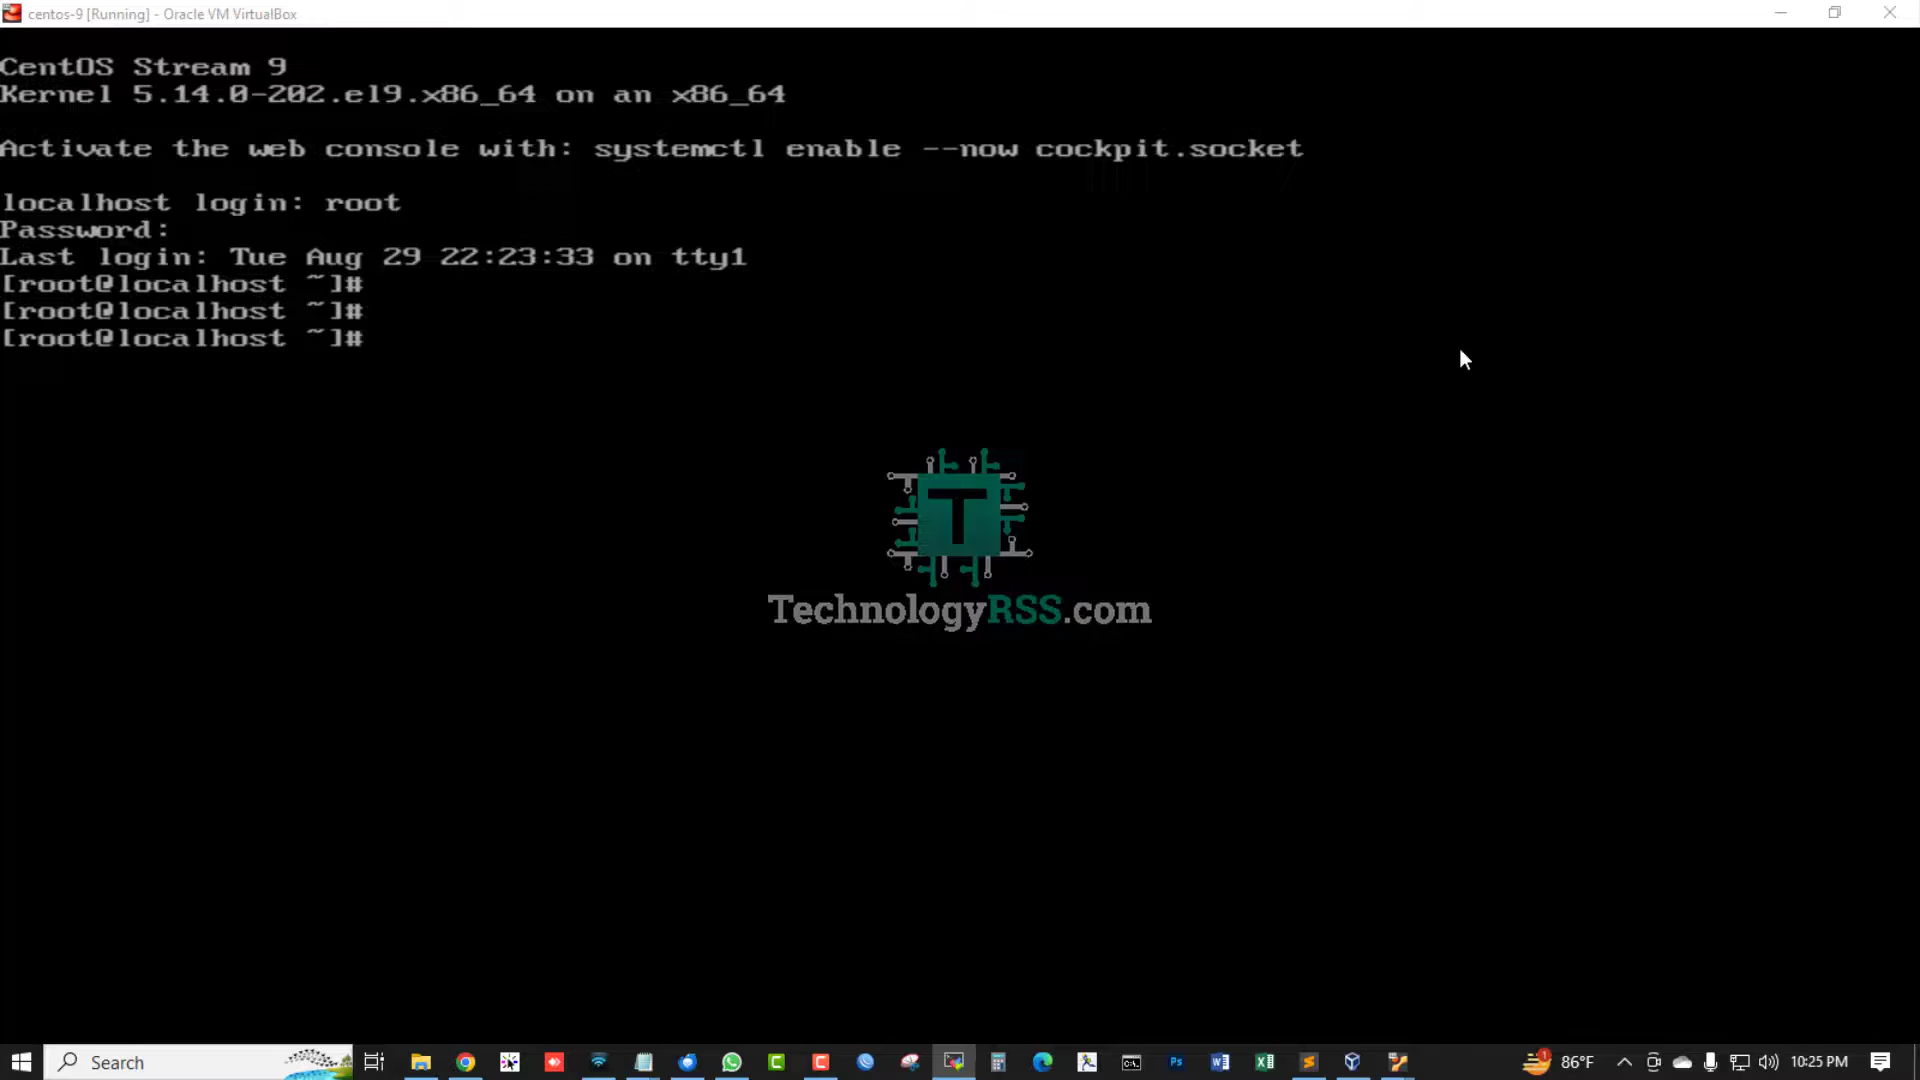 centos-9 [Running] - Oracle VM VirtualBox
CentOS Stream 9
Kernel 5.14.0-202.el9.x86_64 on an x86_64
Activate the web console with: systemctl enable --now cockpit.socket
localhost login: root
Password:
Last login: Tue Aug 29 22:23:33 on tty1
[root@localhost ~]#
[root@localhost ~]#
[root@localhost ~]#
T
TechnologyRSS.com
Search
1
86°F
10:25 PM